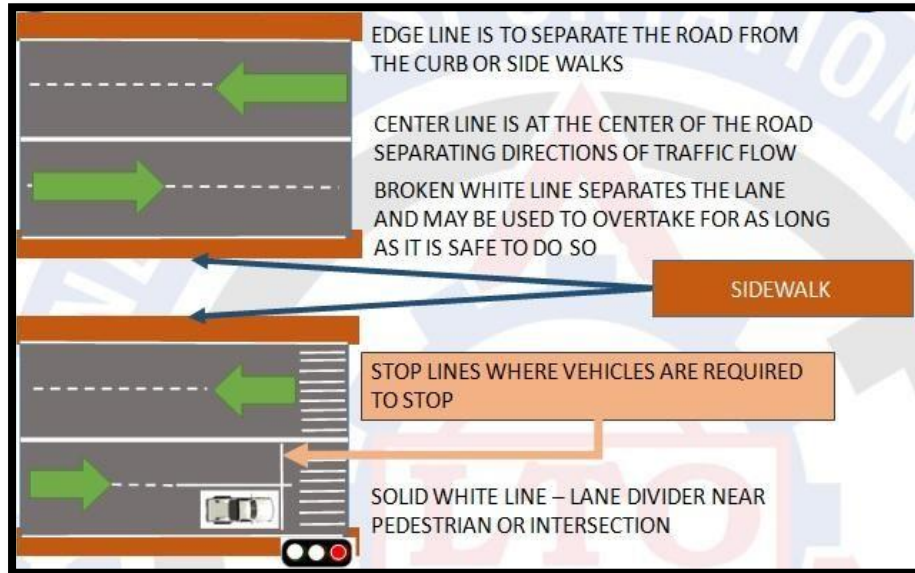 EDGE LINE IS TO SEPARATE THE ROAD FROM
THE CURB OR SIDE WALKS
CENTER LINE IS AT THE CENTER OF THE ROAD
SEPARATING DIRECTIONS OF TRAFFIC FLOW
BROKEN WHITE LINE SEPARATES THE LANE
AND MAY BE USED TO OVERTAKE FOR AS LONG
AS IT IS SAFE TO DO SO
SIDEWALK
STOP LINES WHERE VEHICLES ARE REQUIRED
TO STOP
SOLID WHITE LINE – LANE DIVIDER NEAR
PEDESTRIAN OR INTERSECTION
LTO